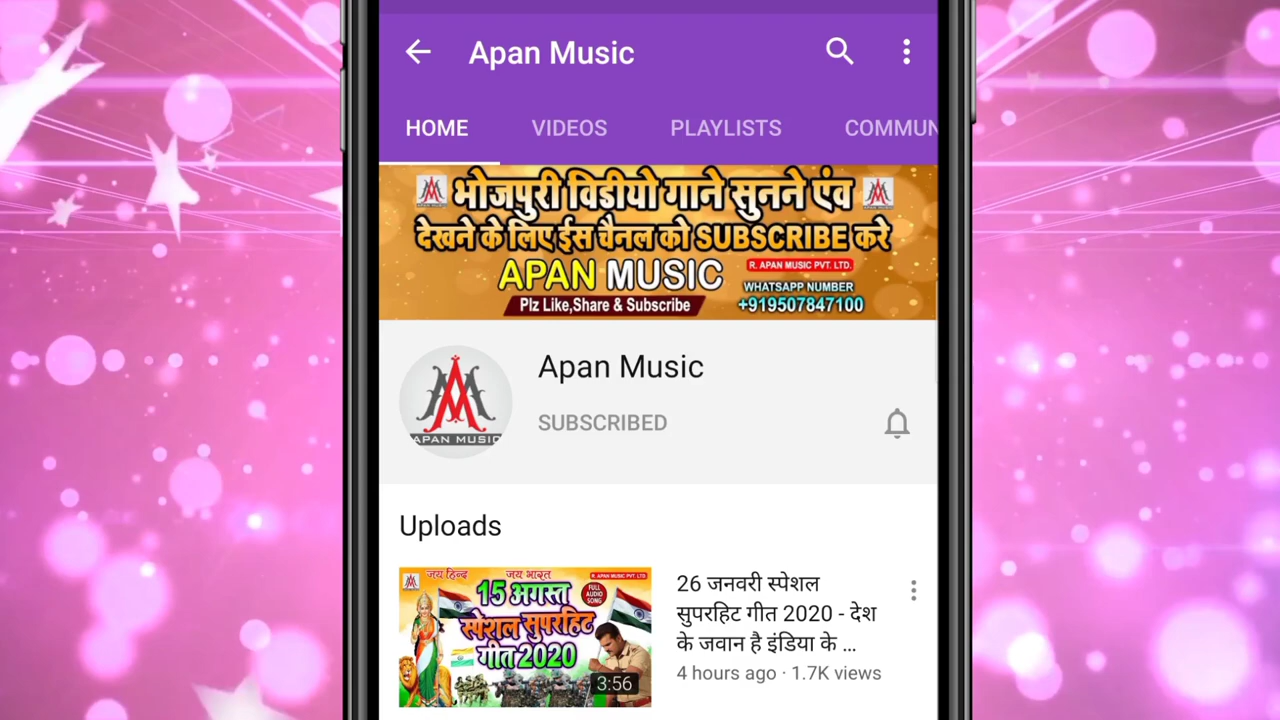 Apan Music
HOME VIDEOS PLAYLISTS COMMUN
भोजपुरी विडीयो गाने सुनने एंव
देखने के लिए ईस चैनल को SUBSCRIBE करे
APAN MUSIC
R. APAN MUSIC PVT. LTD.
WHATSAPP NUMBER
Plz Like,Share & Subscribe
+919507847100
Apan Music
SUBSCRIBED
APAN MUSIC
Uploads
जय हिन्द जय भारत
R. APAN MUSIC PVT. LTD
15 अगस्त
FULL AUDIO SONG
स्पेशल सुपरहिट
गीत 2020
3:56
26 जनवरी स्पेशल
सुपरहिट गीत 2020 - देश
के जवान है इंडिया के ...
4 hours ago · 1.7K views